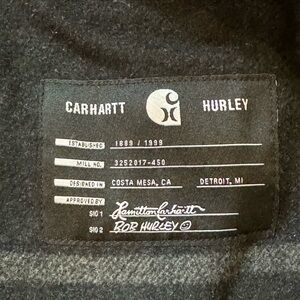 CARHARTT HURLEY
ESTABLISHED 1889 / 1999
MILL NO. 3252017-450
DESIGNED IN COSTA MESA, CA DETROIT, MI
APPROVED BY
SIG 1 Hamilton Carhartt
SIG 2 BOB HURLEY